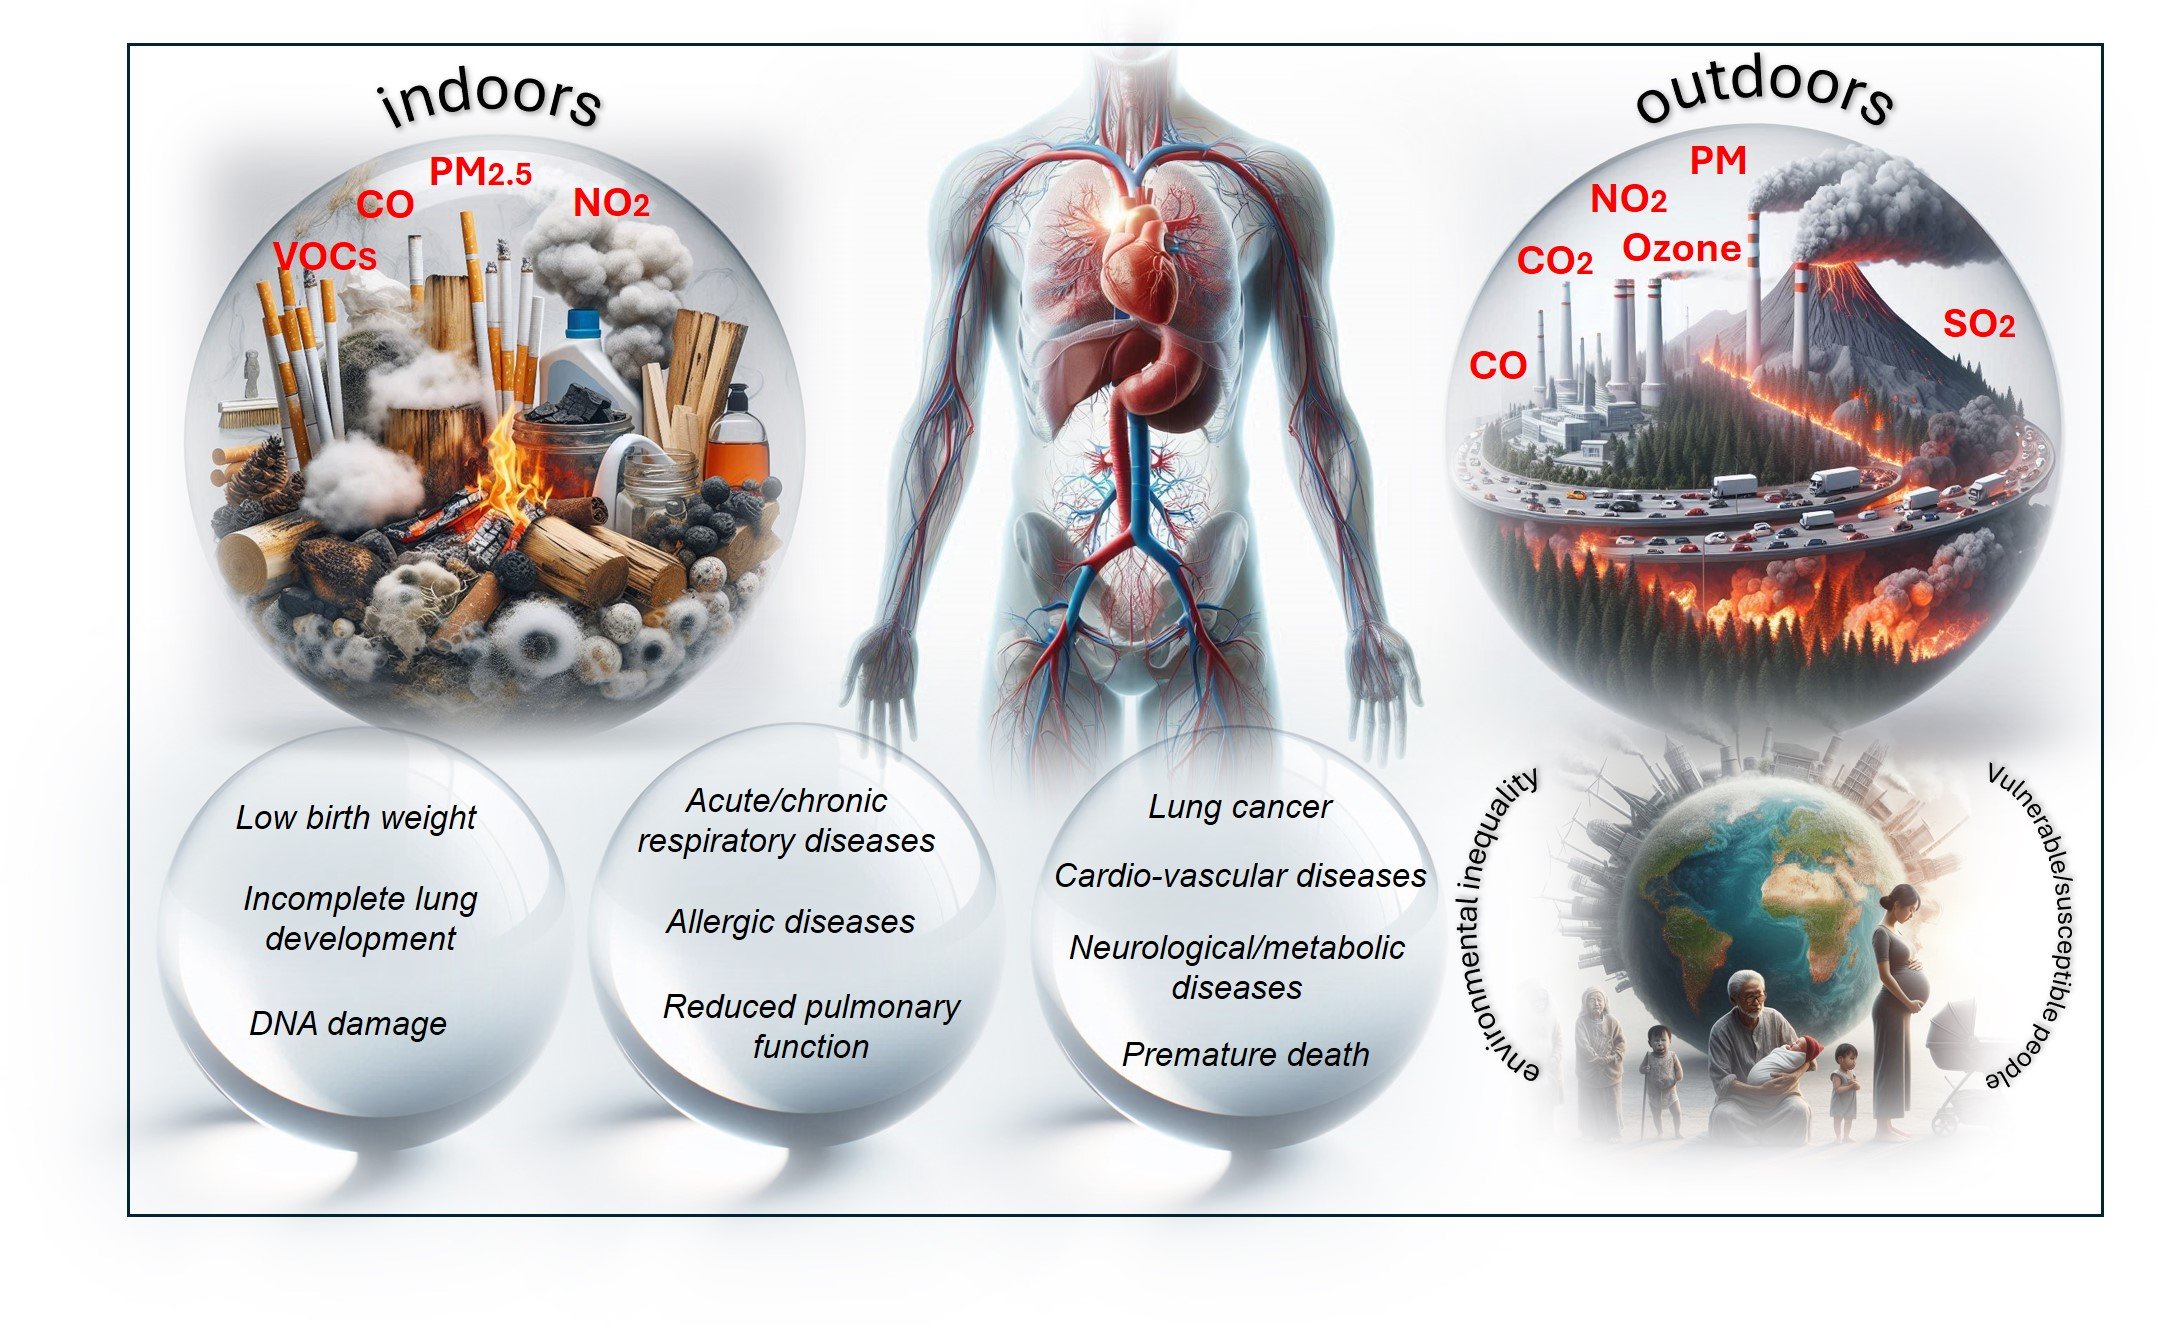 indoors
PM2.5
CO
NO2
VOCs
outdoors
PM
NO2
Ozone
CO2
SO2
CO
Low birth weight
Incomplete lung
development
DNA damage
Acute/chronic
respiratory diseases
Allergic diseases
Reduced pulmonary
function
Lung cancer
Cardio-vascular diseases
Neurological/metabolic
diseases
Premature death
environmental inequality
Vulnerable/susceptible people